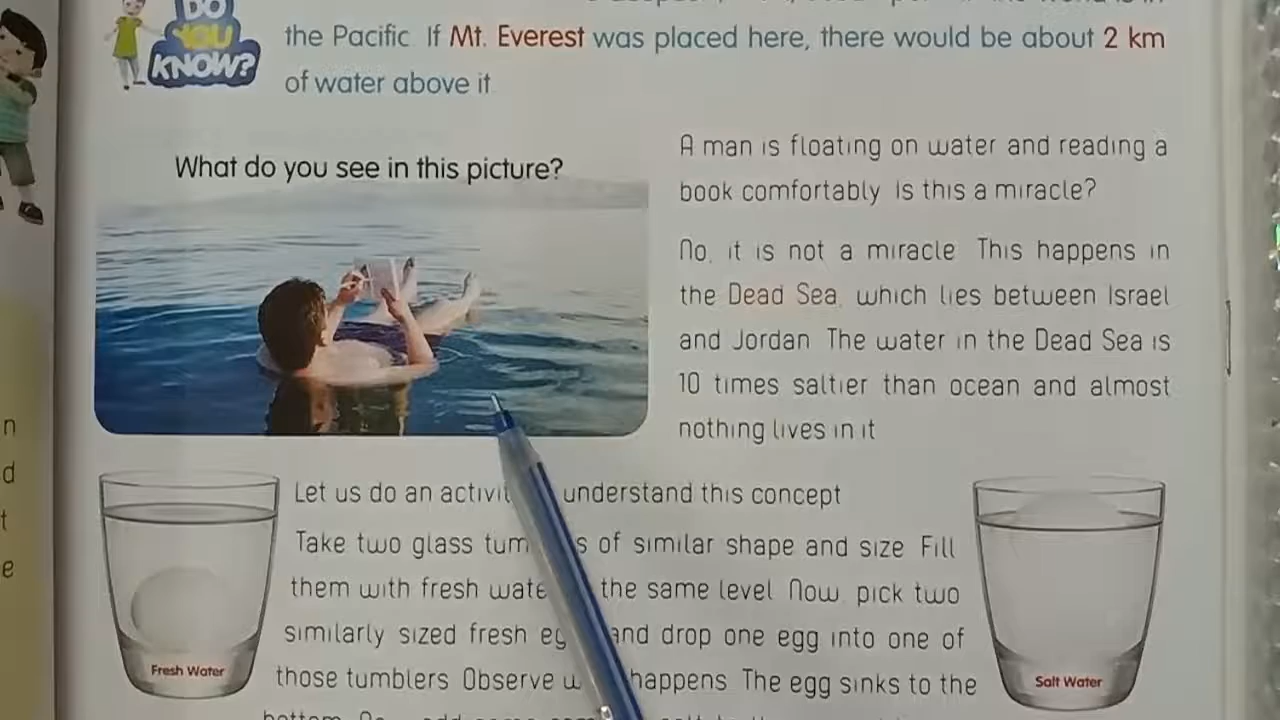 DO
YOU
KNOW?
the Pacific. If Mt. Everest was placed here, there would be about 2 km
of water above it.
What do you see in this picture?
A man is floating on water and reading a
book comfortably. Is this a miracle?
No, it is not a miracle. This happens in
the Dead Sea, which lies between Israel
and Jordan. The water in the Dead Sea is
10 times saltier than ocean and almost
nothing lives in it.
n
d
t
e
Let us do an understand this concept.
Take two glass of similar shape and size. Fill
them with fresh the same level. Now, pick two
similarly sized fresh and drop one egg into one of
those tumblers. Observe happens. The egg sinks to the
Fresh Water
Salt Water